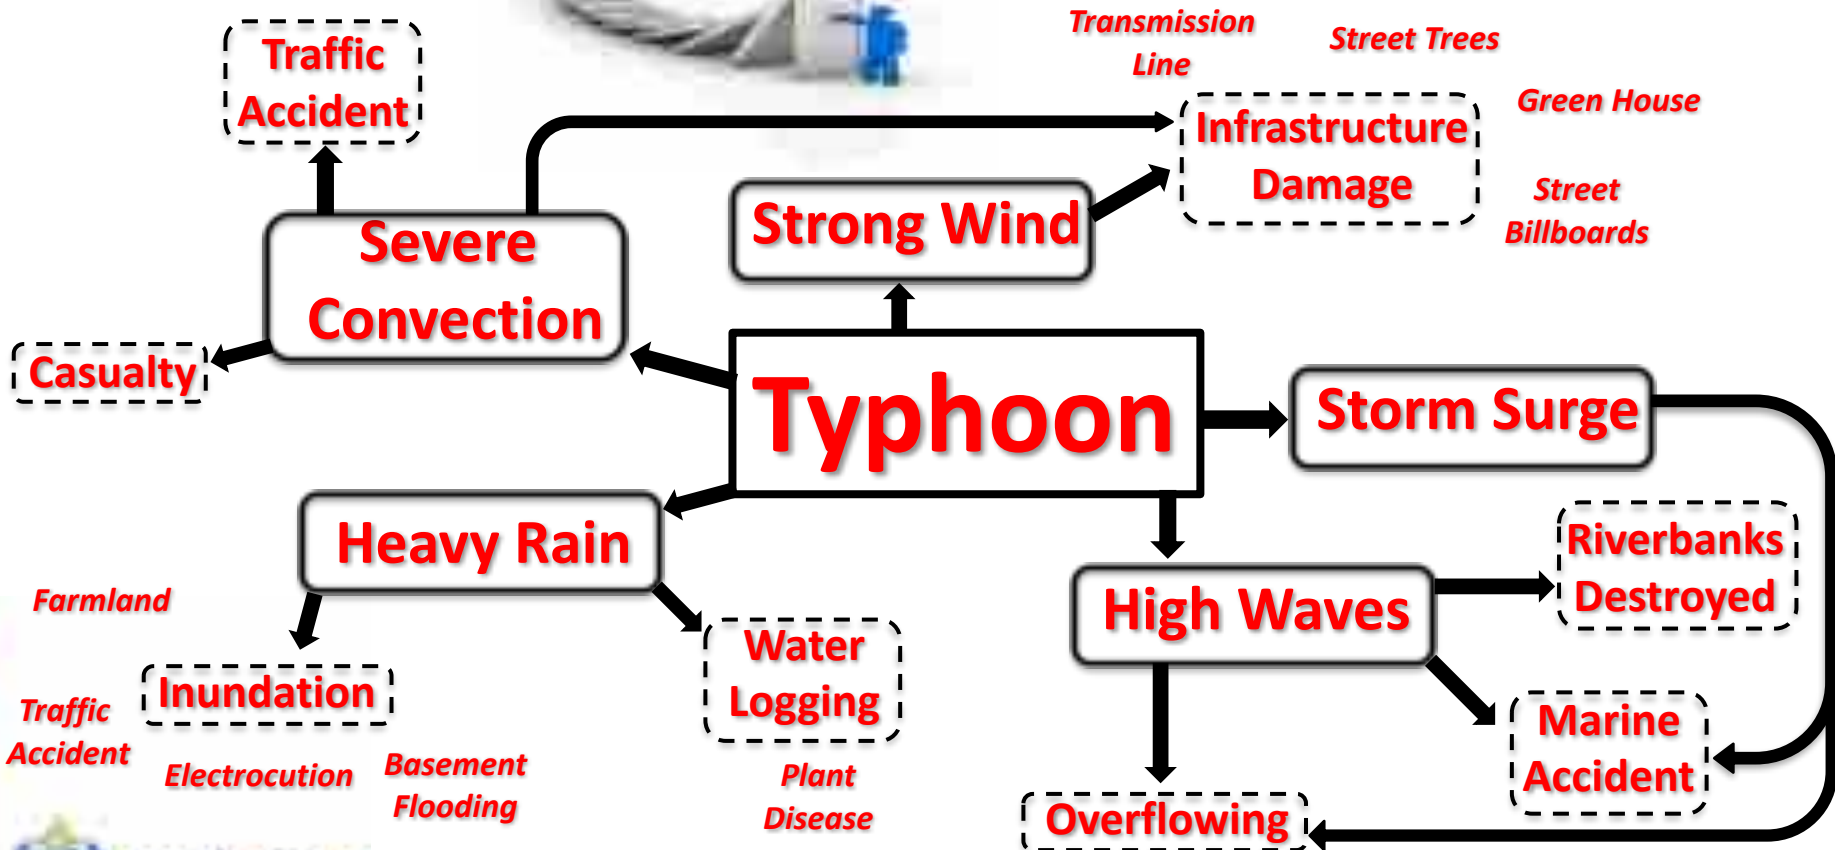 Transmission
Line
Street Trees
Traffic
Accident
Green House
Infrastructure
Damage
Street
Billboards
Strong Wind
Severe
Convection
Casualty
Typhoon
Storm Surge
Heavy Rain
Riverbanks
Destroyed
High Waves
Farmland
Inundation
Water
Logging
Traffic
Accident
Electrocution
Basement
Flooding
Plant
Disease
Marine
Accident
Overflowing